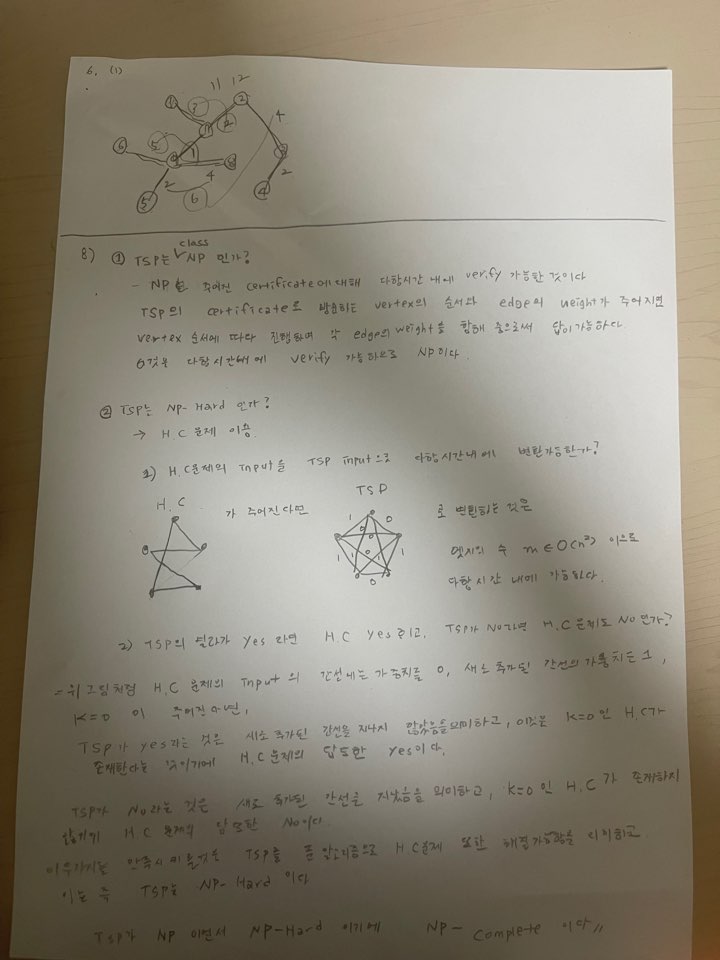 6. (1)
11 12
3
2
4
5
1
6
2 4
2
5
6
4
8) ① TSP는 class NP 인가?
- NP는 주어진 certificate에 대해 다항시간 내에 verify 가능한 것이다
TSP의 certificate로 방문하는 vertex의 순서와 edge의 weight가 주어지면
vertex 순서에 따라 진행하며 각 edge의 weight를 합해 줌으로써 답이 가능하다.
이것은 다항시간내에 verify 가능하므로 NP이다.
② TSP는 NP-Hard 인가?
→ H.C 문제 이용
1) H.C문제의 Input을 TSP input으로 다항시간내에 변환가능한가?
H.C 가 주어진다면 TSP 로 변환하는 것은
1 0 1 1 1 0
엣지의 수 m ∈ O(n²) 이므로
다항 시간 내에 가능하다.
2) TSP의 결과가 Yes 라면 H.C Yes 이고, TSP가 No라면 H.C 문제도 No 인가?
= 위 그림처럼 H.C 문제의 Input 의 간선에는 가중치를 0, 새로 추가된 간선의 가중치는 1,
K=0 이 주어진다면,
TSP가 yes라는 것은 새로 추가된 간선을 지나지 않았음을 의미하고, 이것은 K=0인 H.C가
존재한다는 것이기에 H.C 문제의 답 또한 Yes이다.
TSP가 No라는 것은 새로 추가된 간선을 지났음을 의미하고, K=0인 H.C가 존재하지
않기에 H.C 문제의 답 또한 No이다.
만족시 TSP를 푼 알고리즘으로 H.C문제 또한 해결가능함을 의미하고
이는 즉 TSP는 NP-Hard 이다
TSP가 NP 이면서 NP-Hard 이기에 NP-Complete 이다.